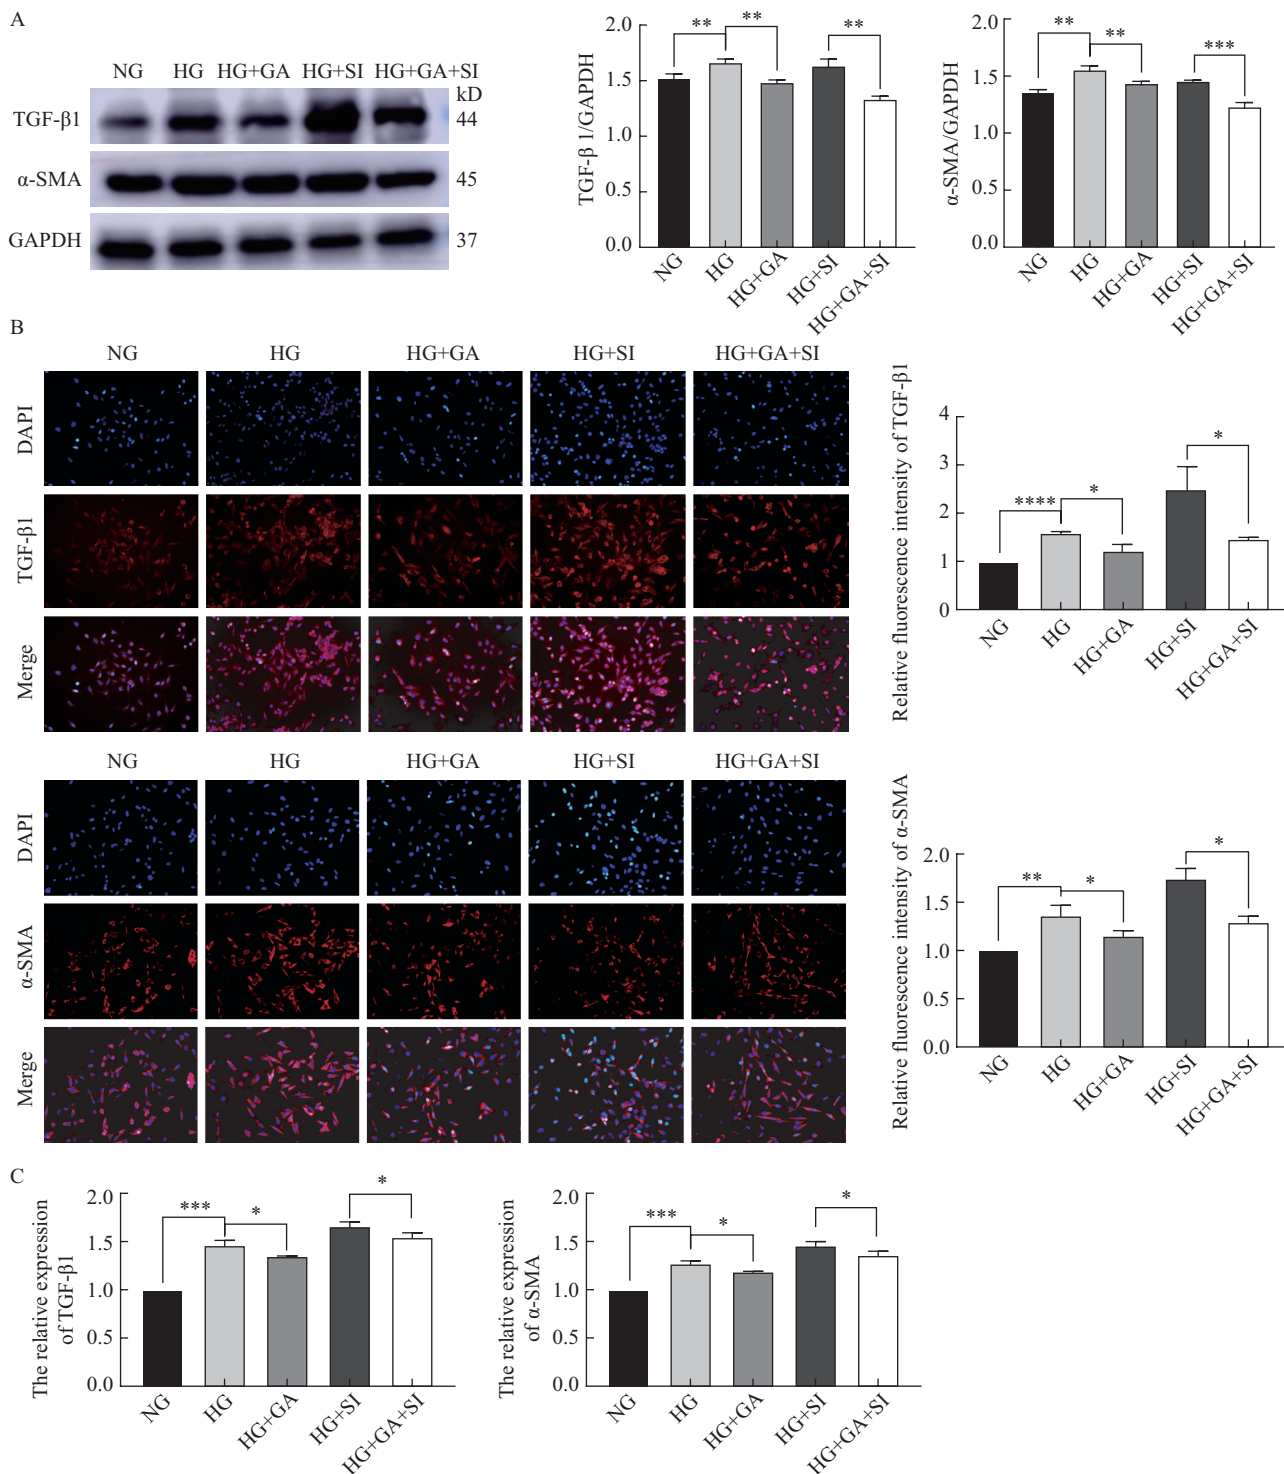 A
NG HG HG+GA HG+SI HG+GA+SI
kD
TGF-β1 44
α-SMA 45
GAPDH 37
TGF-β 1/GAPDH
2.0
1.5
1.0
0.5
0.0
** ** **
NG HG HG+GA HG+SI HG+GA+SI
α-SMA/GAPDH
2.0
1.5
1.0
0.5
0.0
** ** ***
NG HG HG+GA HG+SI HG+GA+SI
B
NG HG HG+GA HG+SI HG+GA+SI
DAPI
TGF-β1
Merge
Relative fluorescence intensity of TGF-β1
4
3
2
1
0
**** * *
NG HG HG+GA HG+SI HG+GA+SI
NG HG HG+GA HG+SI HG+GA+SI
DAPI
α-SMA
Merge
Relative fluorescence intensity of α-SMA
2.0
1.5
1.0
0.5
0.0
** * *
NG HG HG+GA HG+SI HG+GA+SI
C
The relative expression
of TGF-β1
2.0
1.5
1.0
0.5
0.0
*** * *
NG HG HG+GA HG+SI HG+GA+SI
The relative expression
of α-SMA
2.0
1.5
1.0
0.5
0.0
*** * *
NG HG HG+GA HG+SI HG+GA+SI